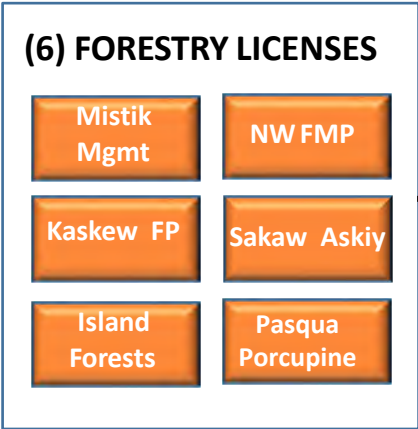 (6) FORESTRY LICENSES
Mistik
Mgmt
NW FMP
Kaskew FP
Sakaw Askiy
Island
Forests
Pasqua
Porcupine